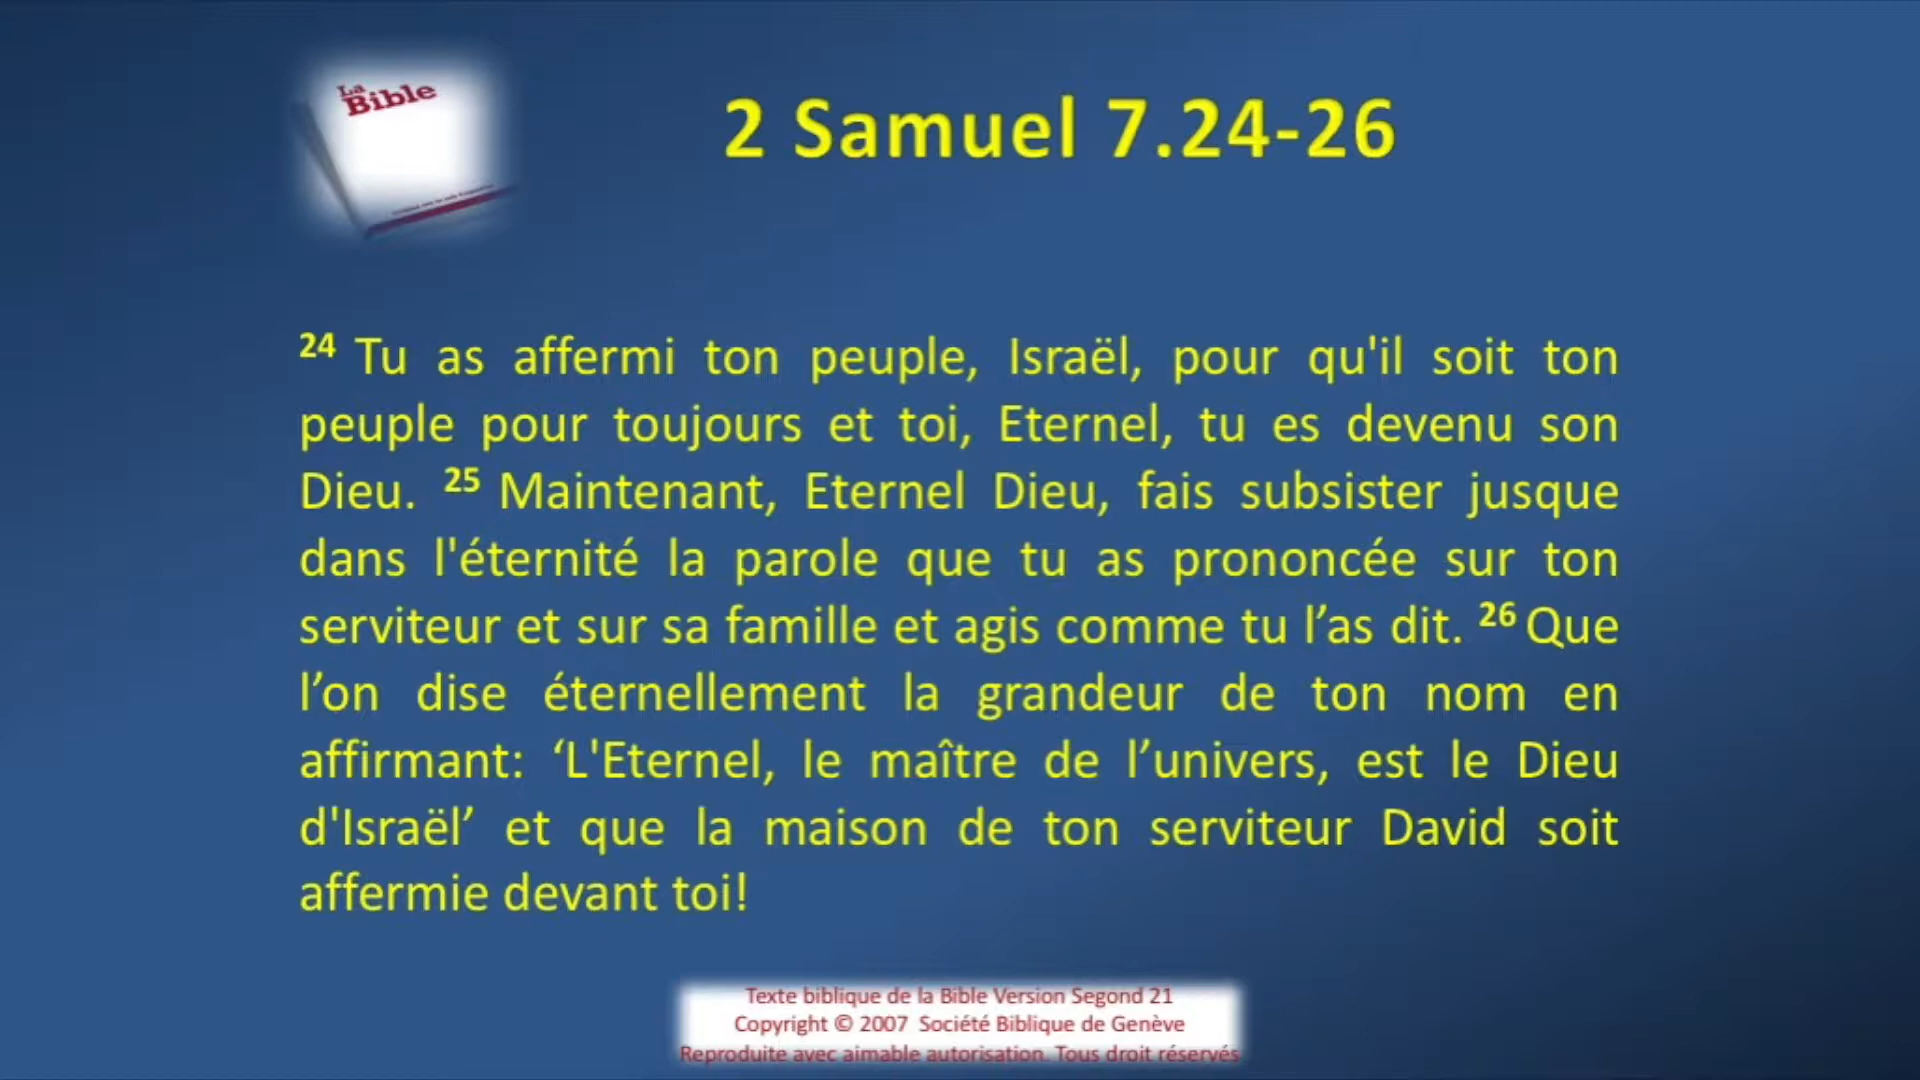 La
Bible
2 Samuel 7.24-26
24 Tu as affermi ton peuple, Israël, pour qu'il soit ton
peuple pour toujours et toi, Eternel, tu es devenu son
Dieu. 25 Maintenant, Eternel Dieu, fais subsister jusque
dans l'éternité la parole que tu as prononcée sur ton
serviteur et sur sa famille et agis comme tu l’as dit. 26 Que
l’on dise éternellement la grandeur de ton nom en
affirmant: ‘L'Eternel, le maître de l’univers, est le Dieu
d'Israël’ et que la maison de ton serviteur David soit
affermie devant toi!
Texte biblique de la Bible Version Segond 21
Copyright © 2007 Société Biblique de Genève
Reproduite avec aimable autorisation. Tous droit réservés